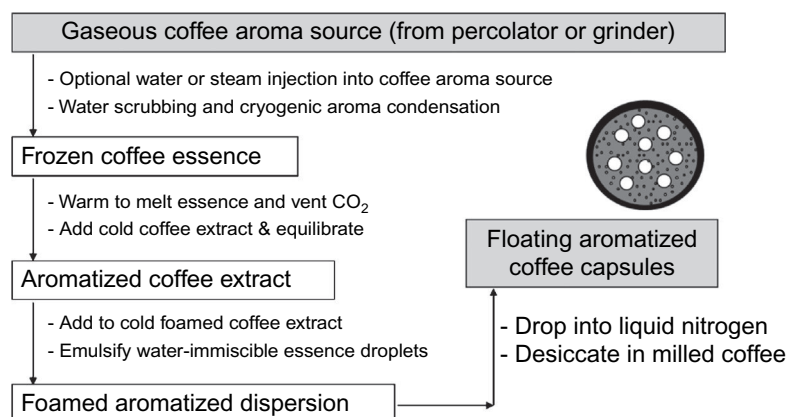 Gaseous coffee aroma source (from percolator or grinder)
- Optional water or steam injection into coffee aroma source
- Water scrubbing and cryogenic aroma condensation
Frozen coffee essence
- Warm to melt essence and vent CO₂
- Add cold coffee extract & equilibrate
Aromatized coffee extract
- Add to cold foamed coffee extract
- Emulsify water-immiscible essence droplets
Foamed aromatized dispersion
- Drop into liquid nitrogen
- Desiccate in milled coffee
Floating aromatized
coffee capsules